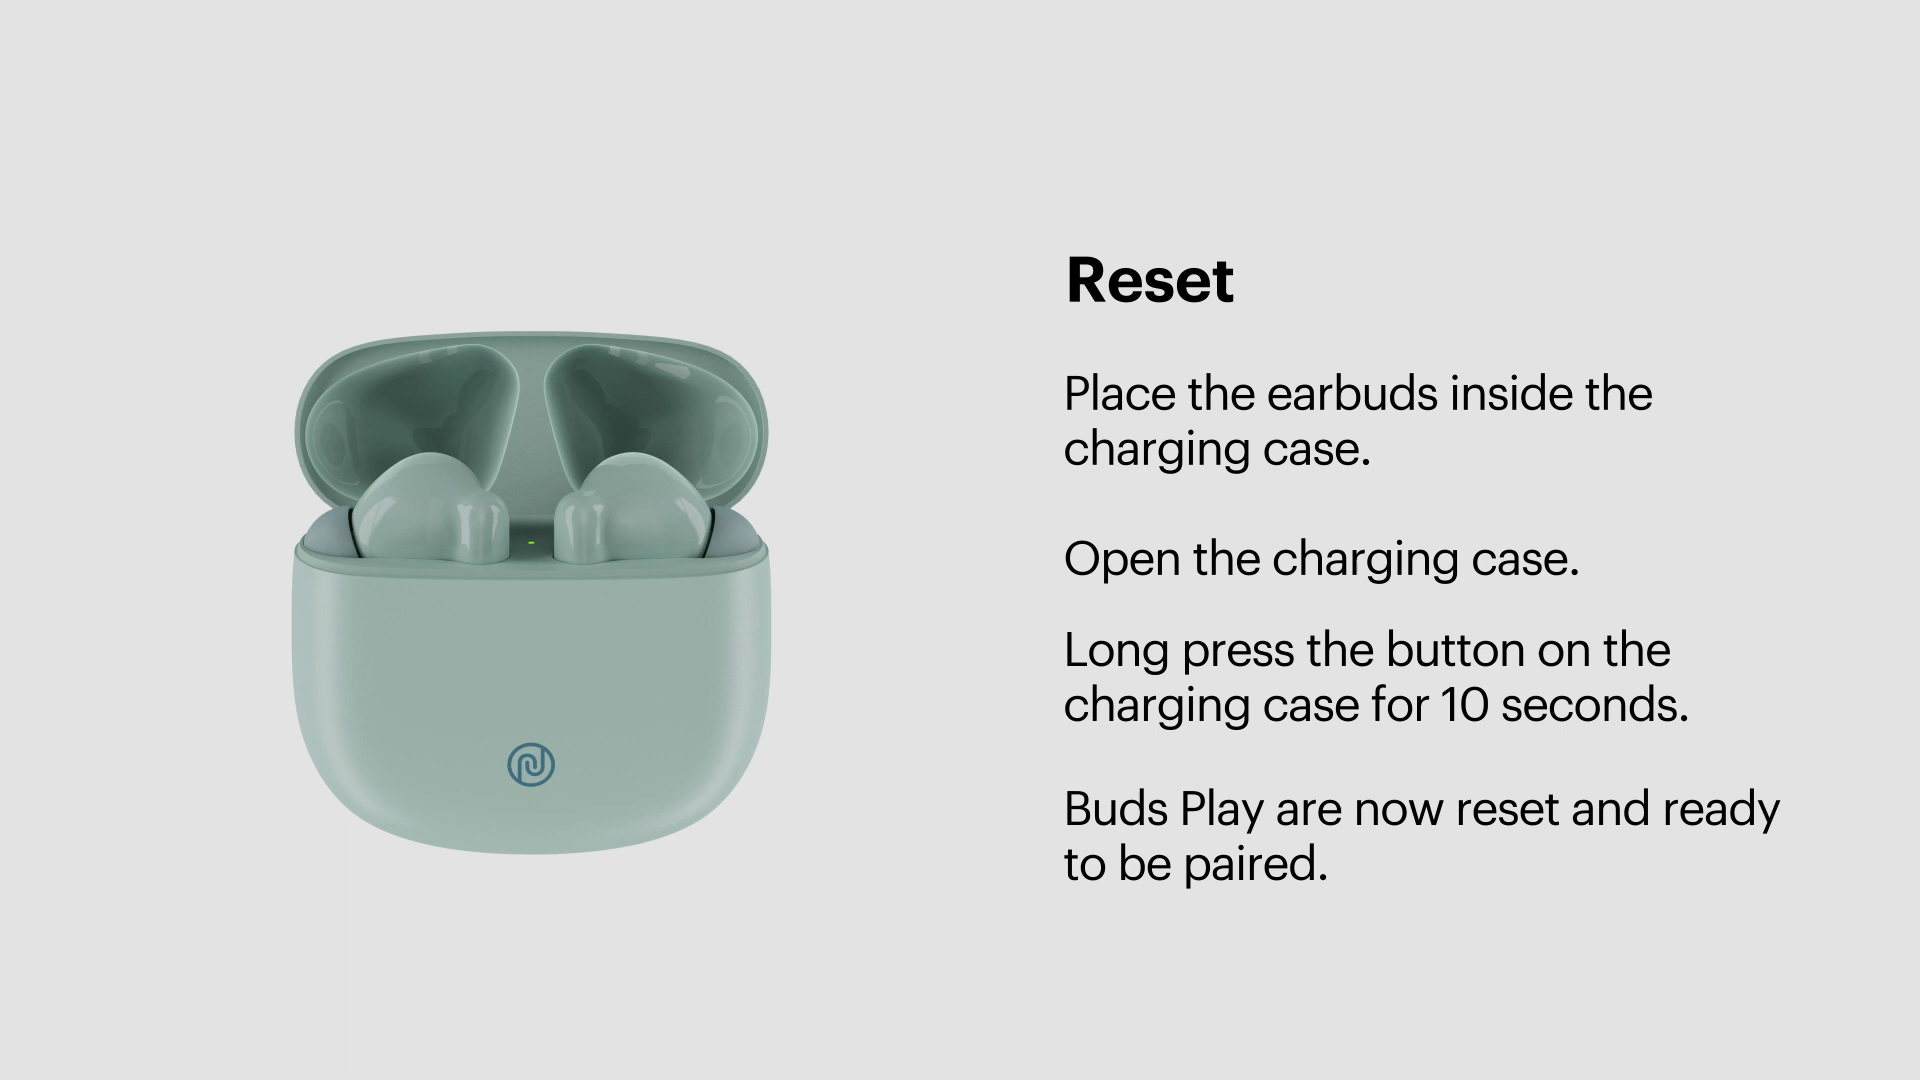 Reset
Place the earbuds inside the
charging case.
Open the charging case.
Long press the button on the
charging case for 10 seconds.
Buds Play are now reset and ready
to be paired.